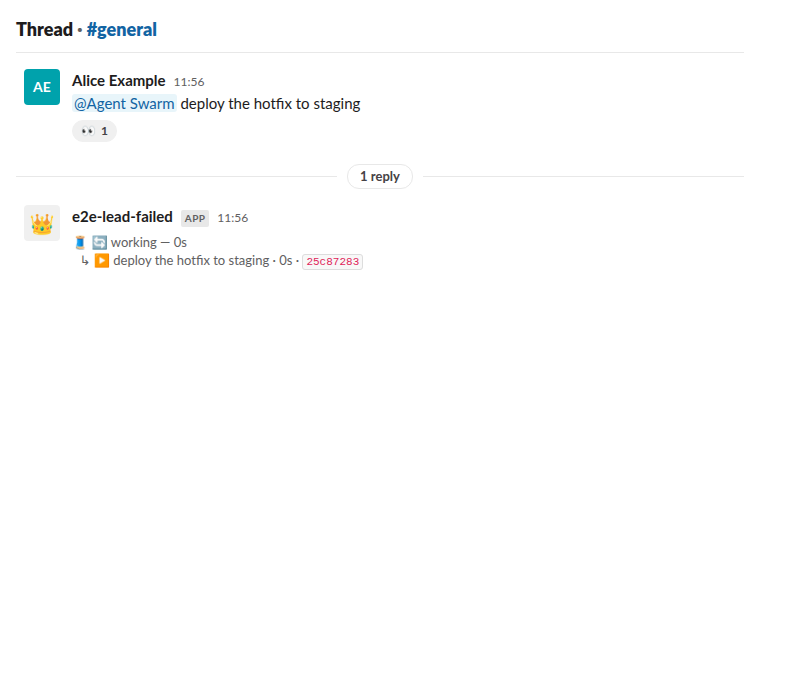 Thread • #general
AE
Alice Example 11:56
@Agent Swarm deploy the hotfix to staging
👀 1
1 reply
e2e-lead-failed APP 11:56
🧵 🔄 working — 0s
↳ ▶️ deploy the hotfix to staging · 0s · 25c87283